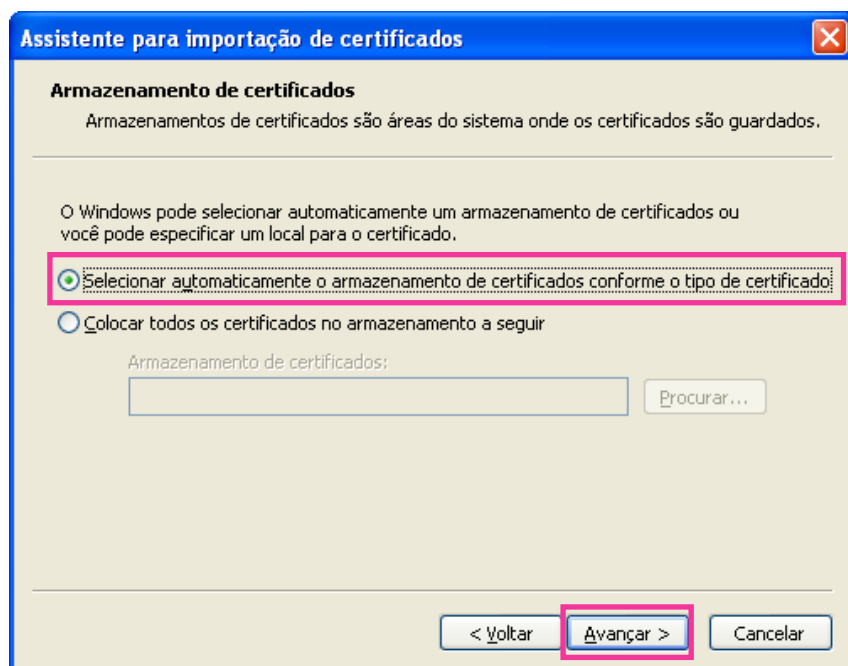 Assistente para importação de certificados
Armazenamento de certificados
Armazenamentos de certificados são áreas do sistema onde os certificados são guardados.
O Windows pode selecionar automaticamente um armazenamento de certificados ou
você pode especificar um local para o certificado.
Selecionar automaticamente o armazenamento de certificados conforme o tipo de certificado
Colocar todos os certificados no armazenamento a seguir
Armazenamento de certificados:
Procurar...
< Voltar Avançar > Cancelar